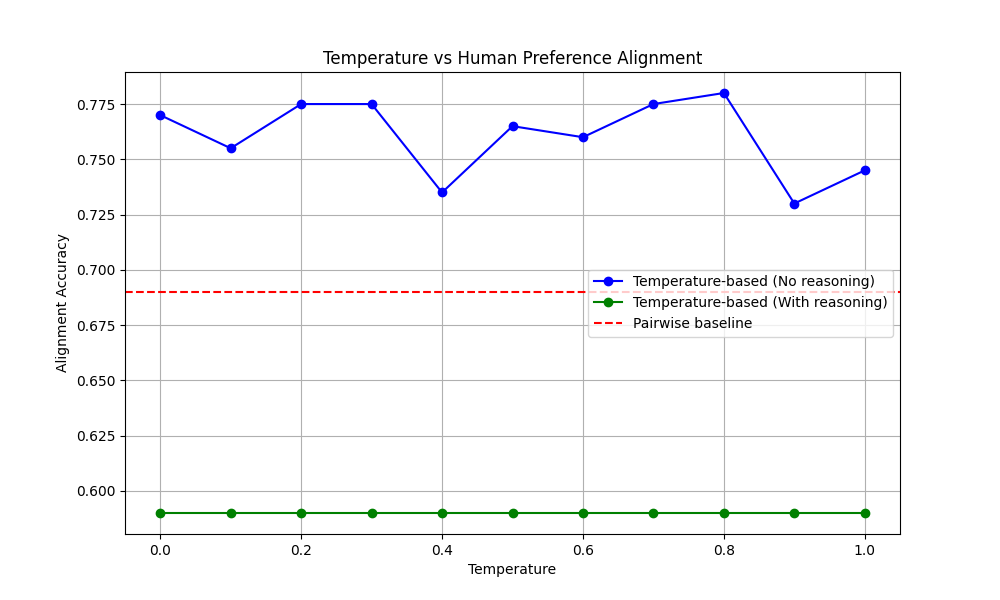 Temperature vs Human Preference Alignment
Alignment Accuracy
0.775
0.750
0.725
0.700
0.675
0.650
0.625
0.600
Temperature-based (No reasoning)
Temperature-based (With reasoning)
Pairwise baseline
0.0 0.2 0.4 0.6 0.8 1.0
Temperature